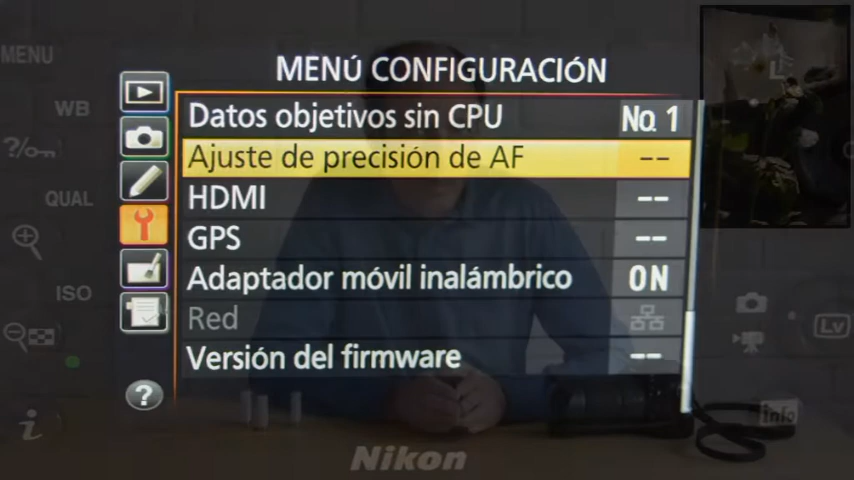 MENÚ CONFIGURACIÓN
Datos objetivos sin CPU No. 1
Ajuste de precisión de AF --
HDMI --
GPS --
Adaptador móvil inalámbrico ON
Red
Versión del firmware --
?
MENU
WB
?/
QUAL
ISO
i
Lv
info
Nikon
L